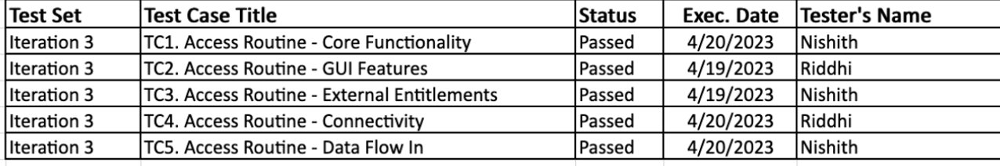 Test Set Test Case Title Status Exec. Date Tester's Name
Iteration 3 TC1. Access Routine - Core Functionality Passed 4/20/2023 Nishith
Iteration 3 TC2. Access Routine - GUI Features Passed 4/19/2023 Riddhi
Iteration 3 TC3. Access Routine - External Entitlements Passed 4/19/2023 Nishith
Iteration 3 TC4. Access Routine - Connectivity Passed 4/20/2023 Riddhi
Iteration 3 TC5. Access Routine - Data Flow In Passed 4/20/2023 Nishith